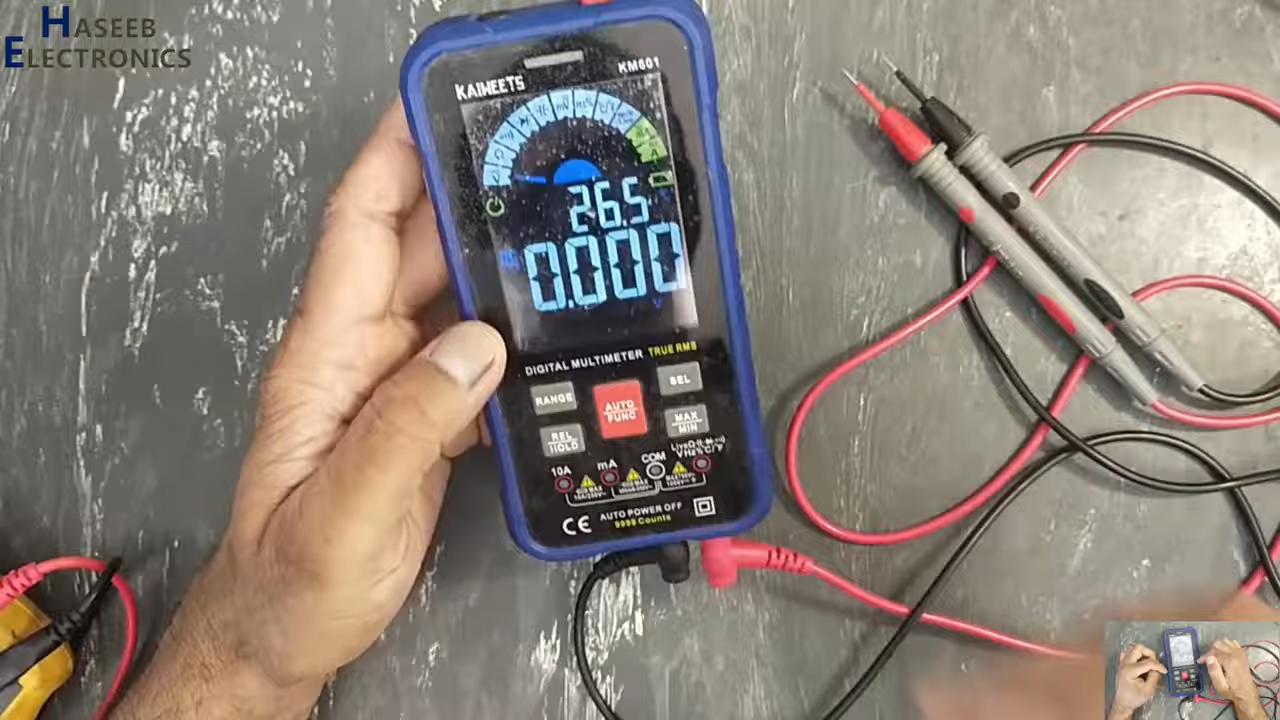 HASEEB
ELECTRONICS
KAIWEETS
KM601
26.5
0.000
V
DIGITAL MULTIMETER TRUE RMS
RANGE
AUTO
FUNC
SEL
REL
HOLD
MAX
MIN
10A
mA
COM
AUTO POWER OFF
9999 Counts
CE